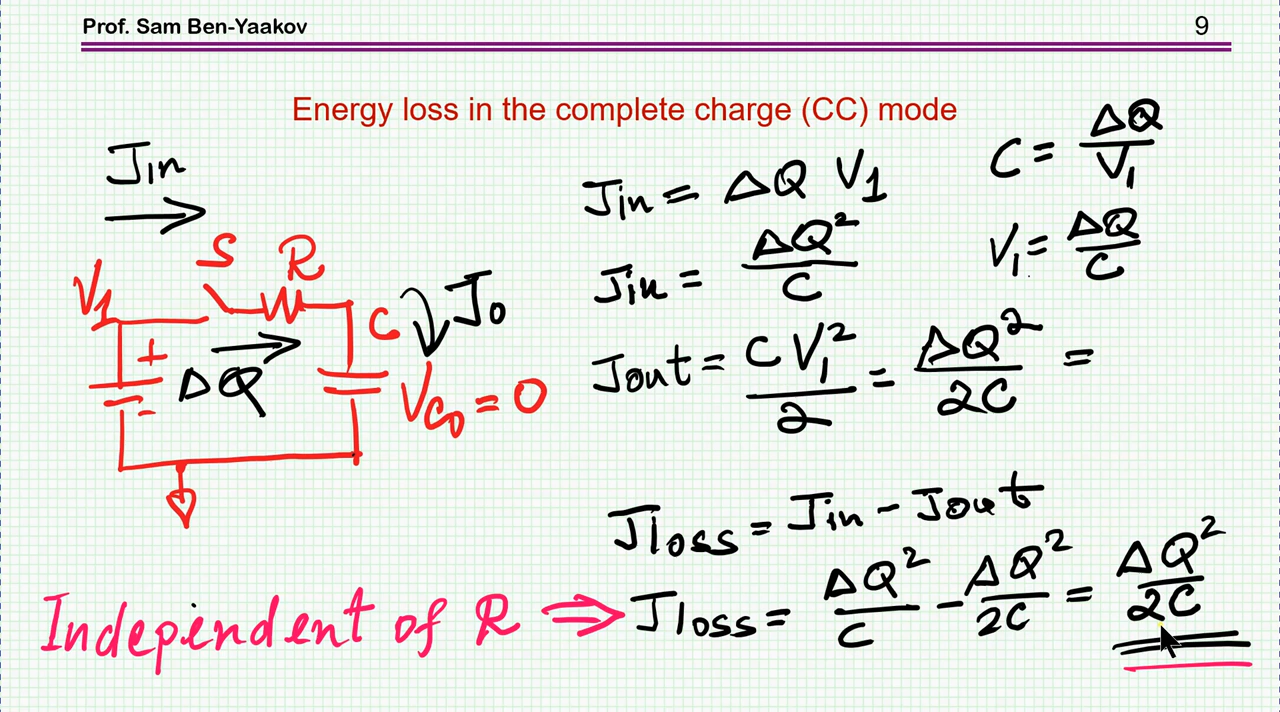 Prof. Sam Ben-Yaakov
9
Energy loss in the complete charge (CC) mode
Jin
S
R
V1
+
-
ΔQ
C
Jo
VCo = 0
Jin = ΔQ V1
Jin = ΔQ²/C
Jout = CV1²/2 = ΔQ²/2C =
C = ΔQ/V1
V1 = ΔQ/C
Jloss = Jin - Jout
Independent of R ⇒ Jloss = ΔQ²/C - ΔQ²/2C = ΔQ²/2C